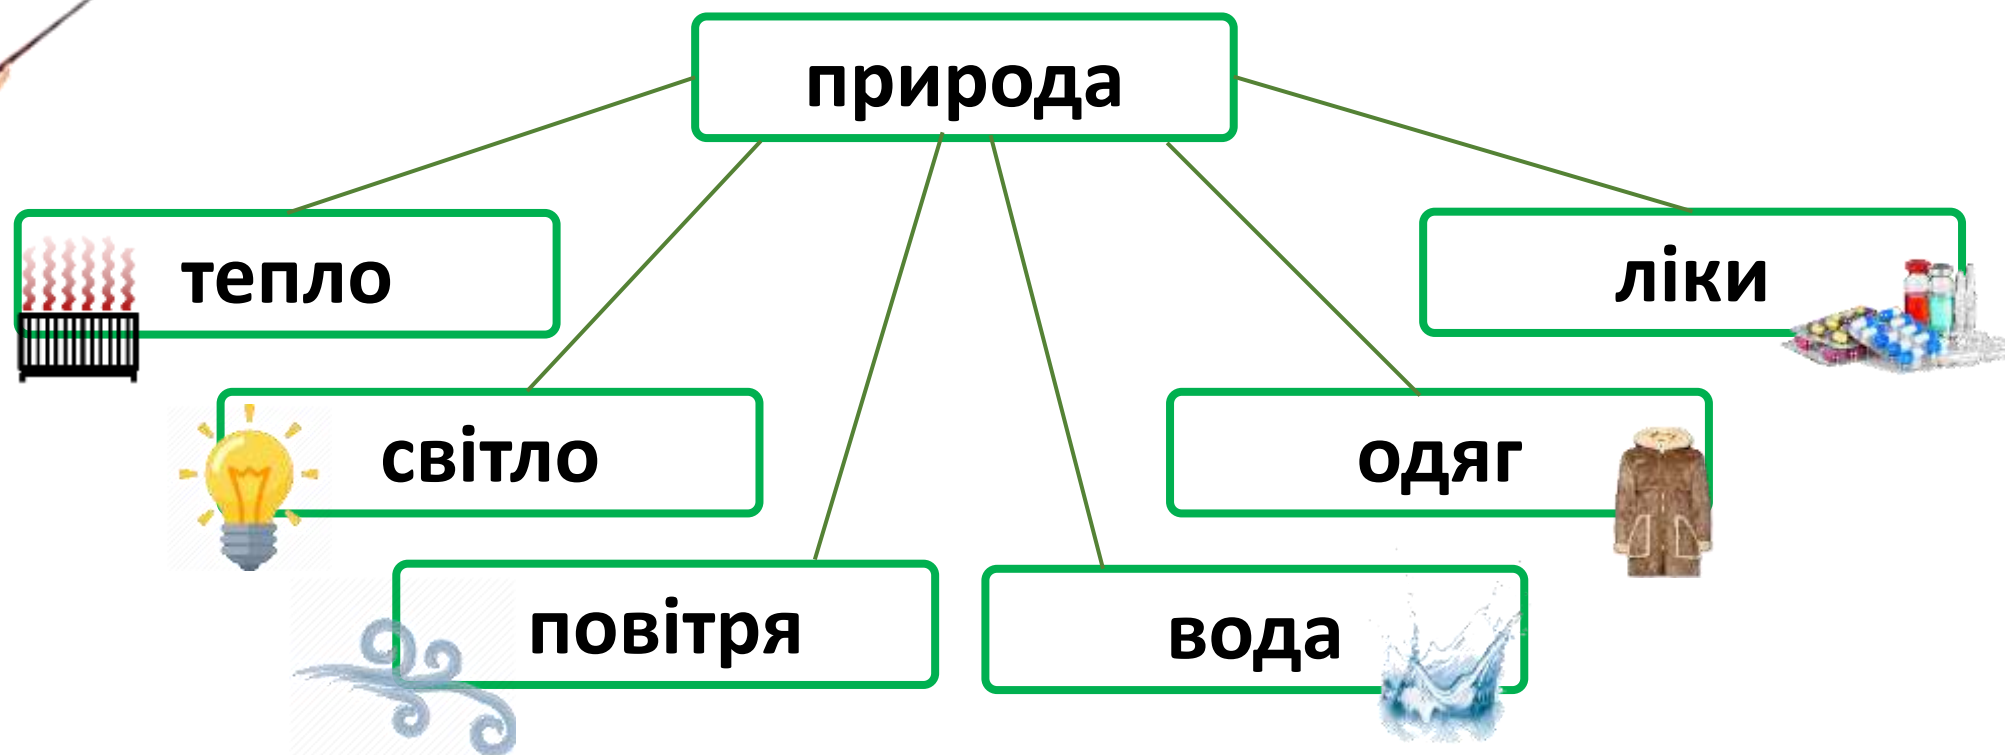 природа
тепло
ліки
світло
одяг
повітря
вода